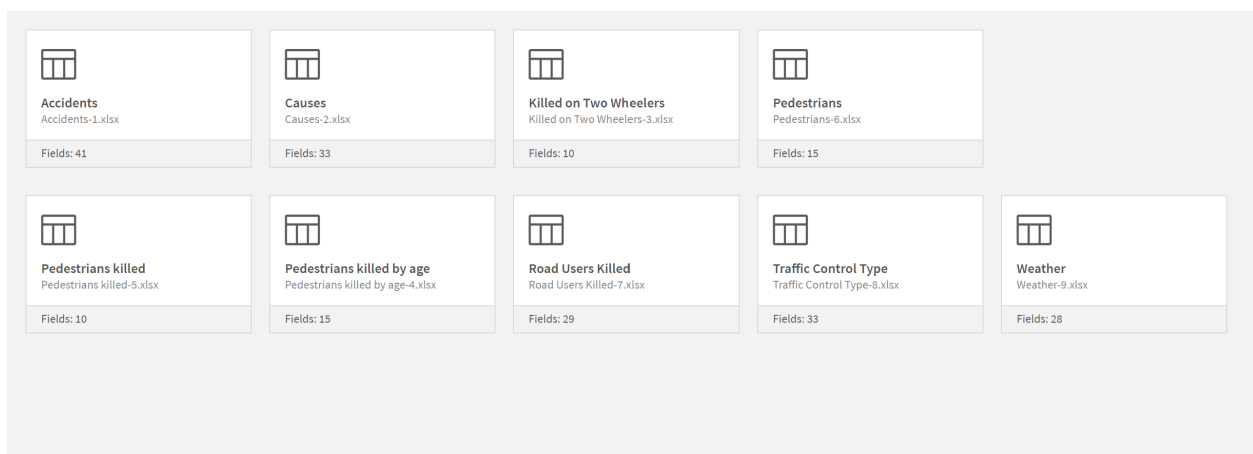 Accidents
Accidents-1.xlsx
Fields: 41
Causes
Causes-2.xlsx
Fields: 33
Killed on Two Wheelers
Killed on Two Wheelers-3.xlsx
Fields: 10
Pedestrians
Pedestrians-6.xlsx
Fields: 15
Pedestrians killed
Pedestrians killed-5.xlsx
Fields: 10
Pedestrians killed by age
Pedestrians killed by age-4.xlsx
Fields: 15
Road Users Killed
Road Users Killed-7.xlsx
Fields: 29
Traffic Control Type
Traffic Control Type-8.xlsx
Fields: 33
Weather
Weather-9.xlsx
Fields: 28